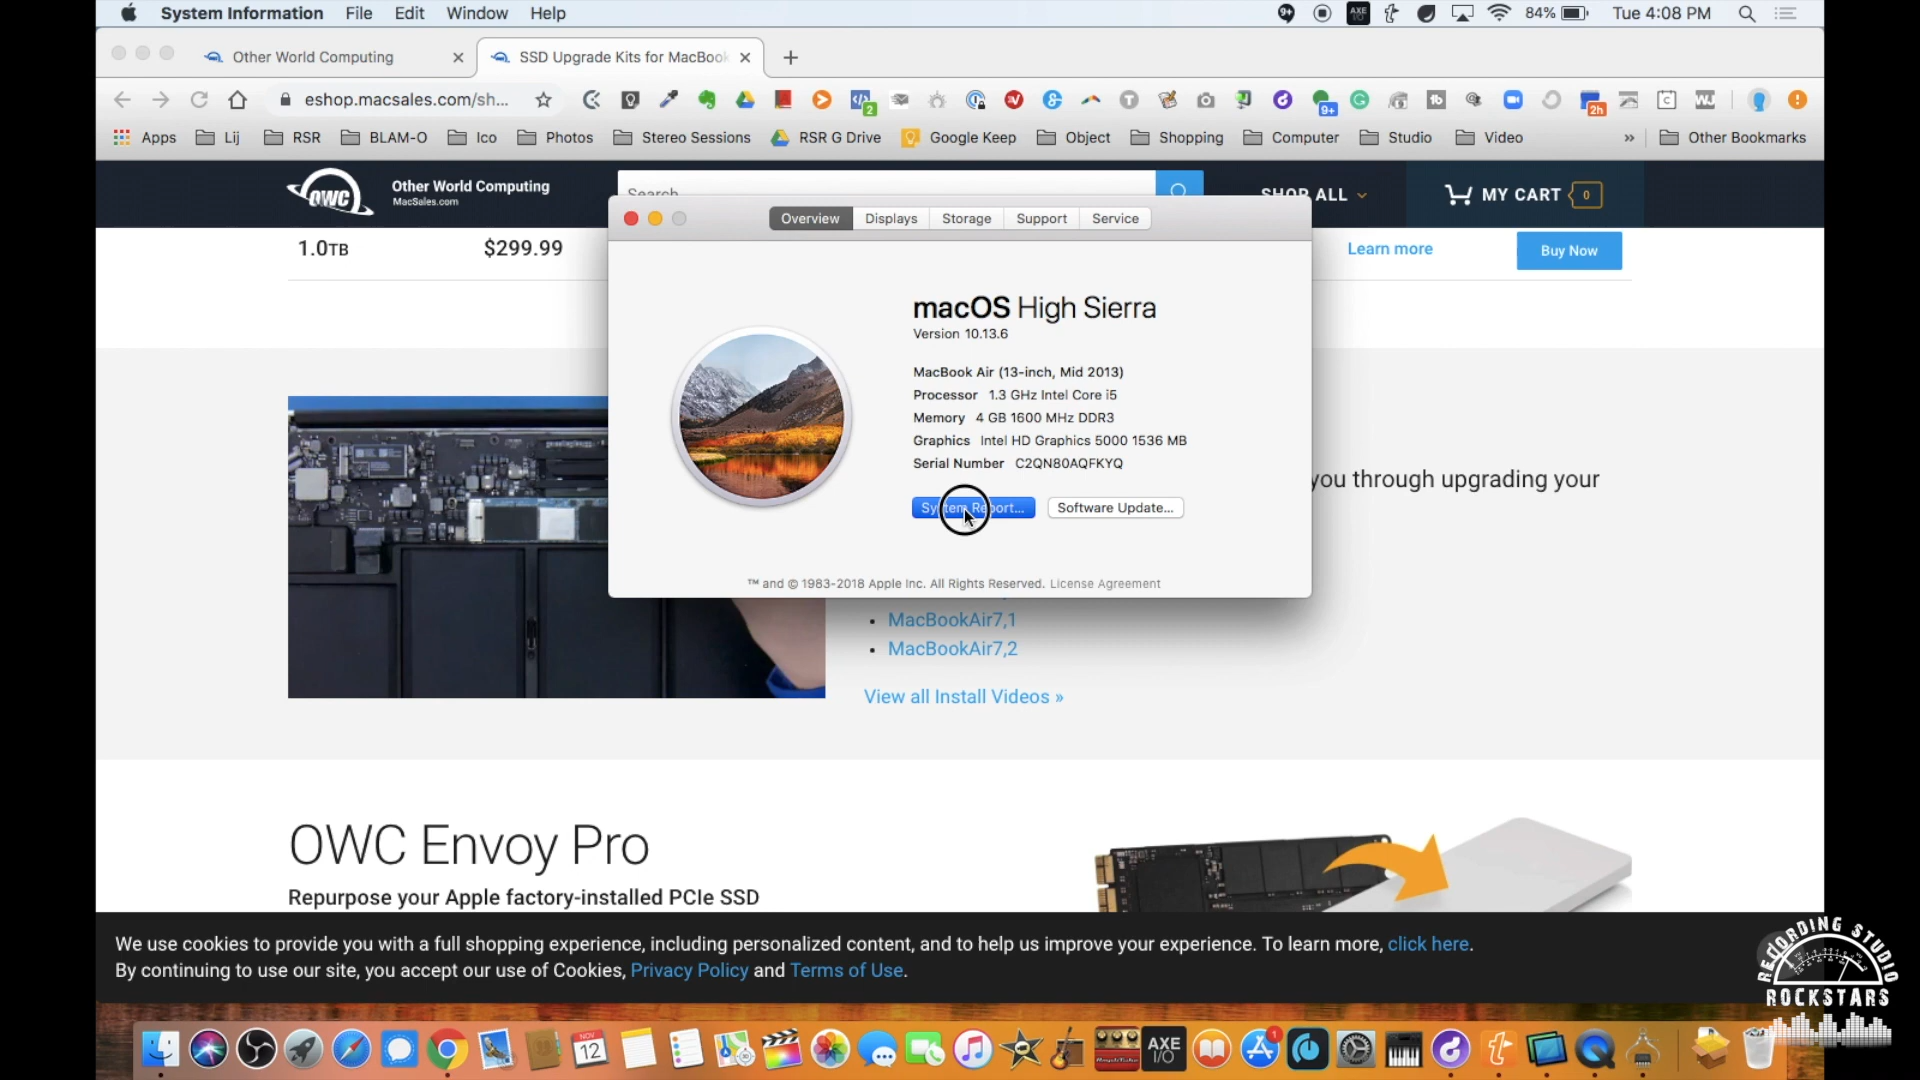 System Information File Edit Window Help
84% Tue 4:08 PM
Other World Computing
SSD Upgrade Kits for MacBook
eshop.macsales.com/sh...
Apps Lij RSR BLAM-O Ico Photos Stereo Sessions RSR G Drive Google Keep Object Shopping Computer Studio Video » Other Bookmarks
OWC
Other World Computing
MacSales.com
Search
SHOP ALL
MY CART 0
Overview Displays Storage Support Service
1.0TB $299.99
Learn more
Buy Now
macOS High Sierra
Version 10.13.6
MacBook Air (13-inch, Mid 2013)
Processor 1.3 GHz Intel Core i5
Memory 4 GB 1600 MHz DDR3
Graphics Intel HD Graphics 5000 1536 MB
Serial Number C2QN80AQFKYQ
System Report...
Software Update...
™ and © 1983-2018 Apple Inc. All Rights Reserved. License Agreement
you through upgrading your
MacBookAir7,1
MacBookAir7,2
View all Install Videos »
OWC Envoy Pro
Repurpose your Apple factory-installed PCIe SSD
We use cookies to provide you with a full shopping experience, including personalized content, and to help us improve your experience. To learn more, click here.
By continuing to use our site, you accept our use of Cookies, Privacy Policy and Terms of Use.
RECORDING STUDIO
ROCKSTARS
NOV
12
AXE
I/O